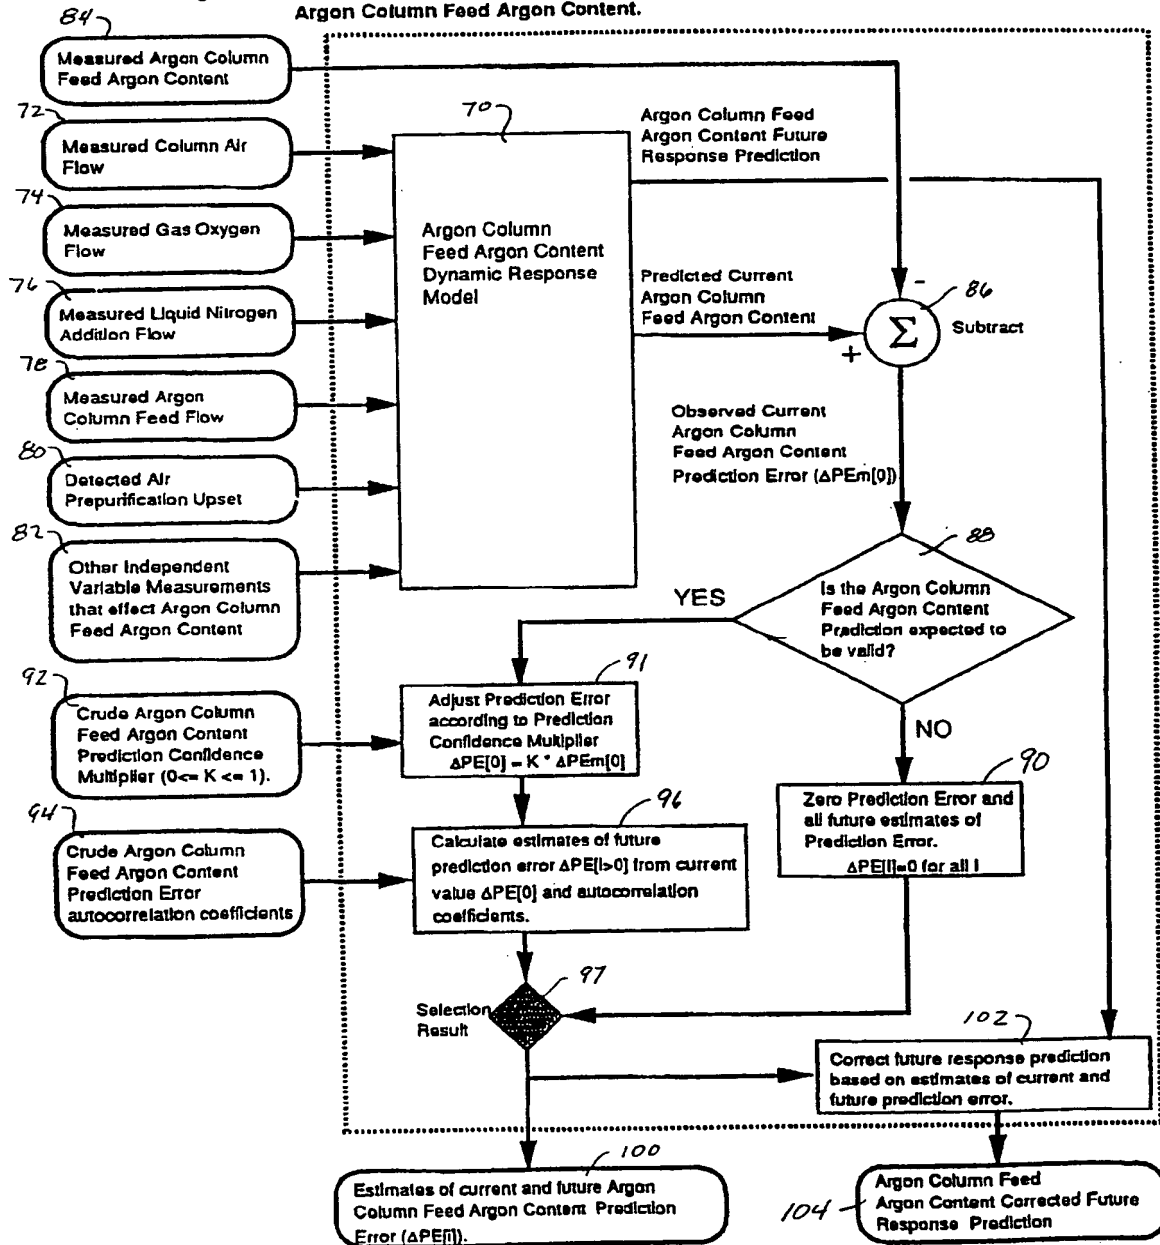 Argon Column Feed Argon Content.
84
Measured Argon Column
Feed Argon Content
72
Measured Column Air
Flow
74
Measured Gas Oxygen
Flow
76
Measured Liquid Nitrogen
Addition Flow
78
Measured Argon
Column Feed Flow
80
Detected Air
Prepurification Upset
82
Other Independent
Variable Measurements
that effect Argon Column
Feed Argon Content
92
Crude Argon Column
Feed Argon Content
Prediction Confidence
Multiplier (0<= K <= 1).
94
Crude Argon Column
Feed Argon Content
Prediction Error
autocorrelation coefficients
70
Argon Column
Feed Argon Content
Dynamic Response
Model
Argon Column Feed
Argon Content Future
Response Prediction
Predicted Current
Argon Column
Feed Argon Content
-
+
Σ
86
Subtract
Observed Current
Argon Column
Feed Argon Content
Prediction Error (ΔPEm[0])
88
Is the Argon Column
Feed Argon Content
Prediction expected to
be valid?
YES
NO
91
Adjust Prediction Error
according to Prediction
Confidence Multiplier
ΔPE[0] = K * ΔPEm[0]
90
Zero Prediction Error and
all future estimates of
Prediction Error.
ΔPE[i]=0 for all i
96
Calculate estimates of future
prediction error ΔPE[i>0] from current
value ΔPE[0] and autocorrelation
coefficients.
97
Selection
Result
102
Correct future response prediction
based on estimates of current and
future prediction error.
100
Estimates of current and future Argon
Column Feed Argon Content Prediction
Error (ΔPE[i]).
104
Argon Column Feed
Argon Content Corrected Future
Response Prediction